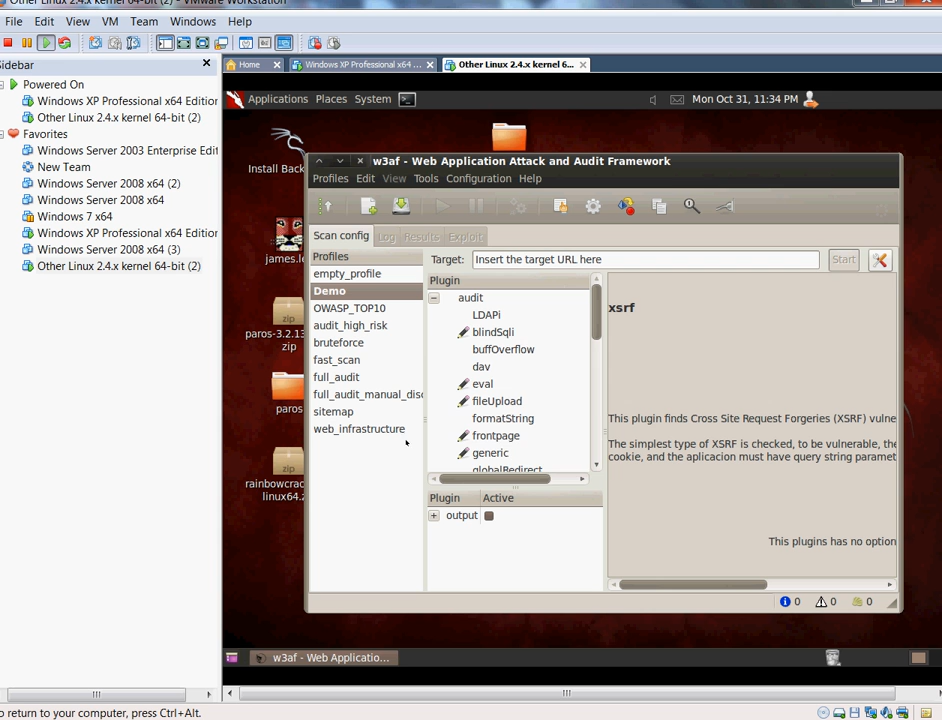 Other Linux 2.4.x kernel 64-bit (2) - VMware Workstation
File Edit View VM Team Windows Help
Sidebar
Powered On
Windows XP Professional x64 Edition
Other Linux 2.4.x kernel 64-bit (2)
Favorites
Windows Server 2003 Enterprise Edit
New Team
Windows Server 2008 x64 (2)
Windows Server 2008 x64
Windows 7 x64
Windows XP Professional x64 Edition
Windows Server 2008 x64 (3)
Other Linux 2.4.x kernel 64-bit (2)
Home Windows XP Professional x64 ... Other Linux 2.4.x kernel 6...
Applications Places System Mon Oct 31, 11:34 PM
Install Back
james.le
paros-3.2.13
zip
zip
paros
zip
rainbowcrac
linux64.z
w3af - Web Application Attack and Audit Framework
Profiles Edit View Tools Configuration Help
Scan config Log Results Exploit
Profiles
empty_profile
Demo
OWASP_TOP10
audit_high_risk
bruteforce
fast_scan
full_audit
full_audit_manual_disc
sitemap
web_infrastructure
Target: Insert the target URL here Start
Plugin
audit
LDAPi
blindSqli
buffOverflow
dav
eval
fileUpload
formatString
frontpage
generic
globalRedirect
Plugin Active
output
xsrf
This plugin finds Cross Site Request Forgeries (XSRF) vulne
The simplest type of XSRF is checked, to be vulnerable, the
cookie, and the aplicacion must have query string paramet
This plugins has no option
0 0 0
w3af - Web Applicatio...
o return to your computer, press Ctrl+Alt.